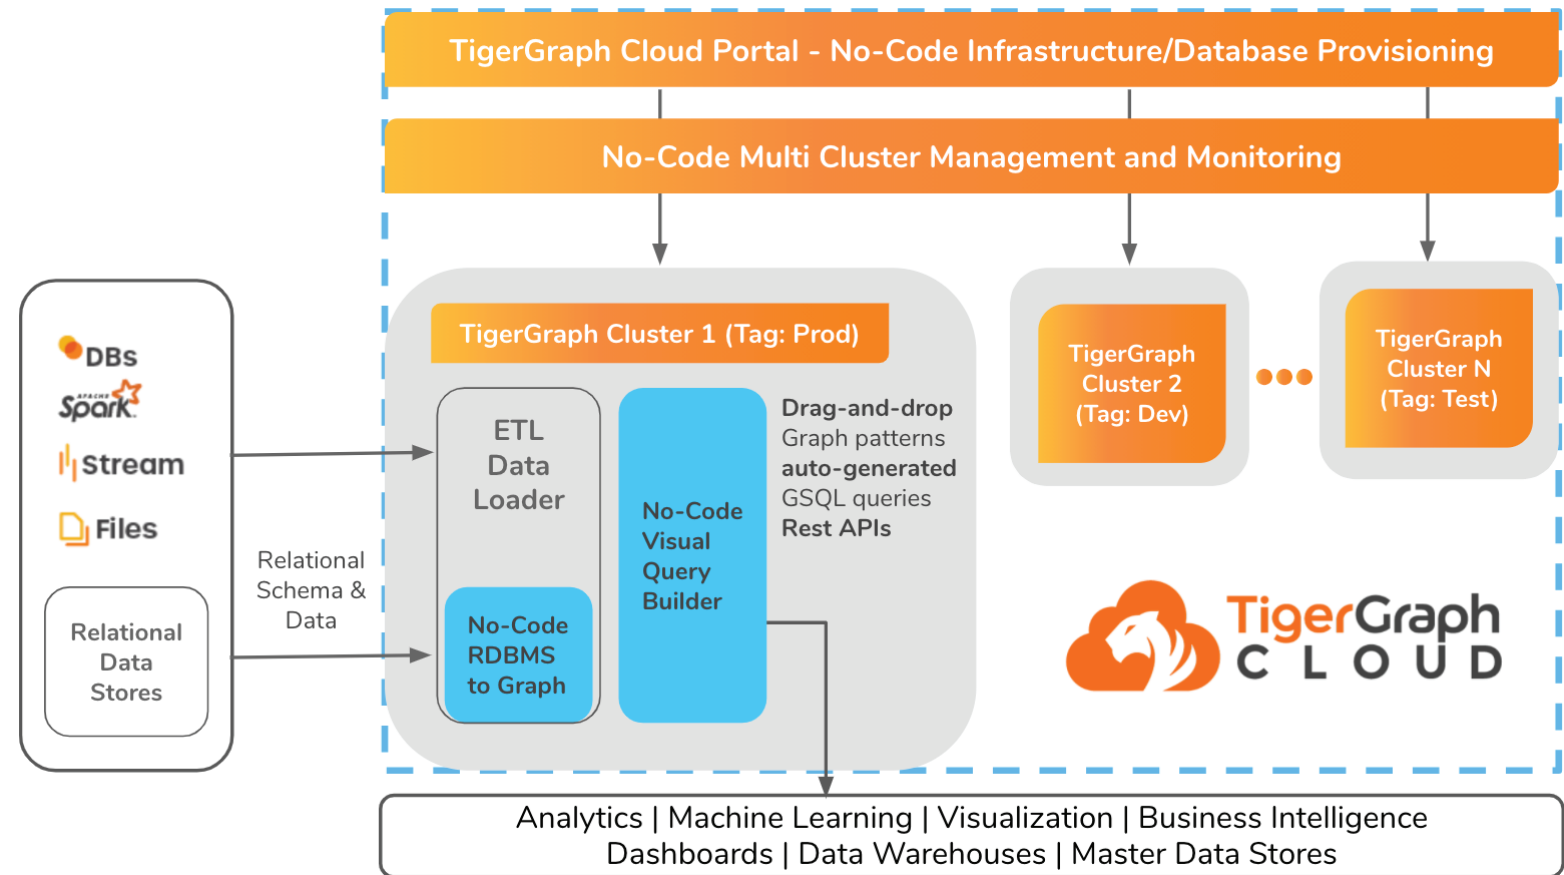 TigerGraph Cloud Portal - No-Code Infrastructure/Database Provisioning
No-Code Multi Cluster Management and Monitoring
DBs
APACHE
Spark
Stream
Files
Relational
Data
Stores
Relational
Schema &
Data
TigerGraph Cluster 1 (Tag: Prod)
ETL
Data
Loader
No-Code
RDBMS
to Graph
No-Code
Visual
Query
Builder
Drag-and-drop
Graph patterns
auto-generated
GSQL queries
Rest APIs
TigerGraph
Cluster 2
(Tag: Dev)
TigerGraph
Cluster N
(Tag: Test)
TigerGraph
CLOUD
Analytics | Machine Learning | Visualization | Business Intelligence
Dashboards | Data Warehouses | Master Data Stores